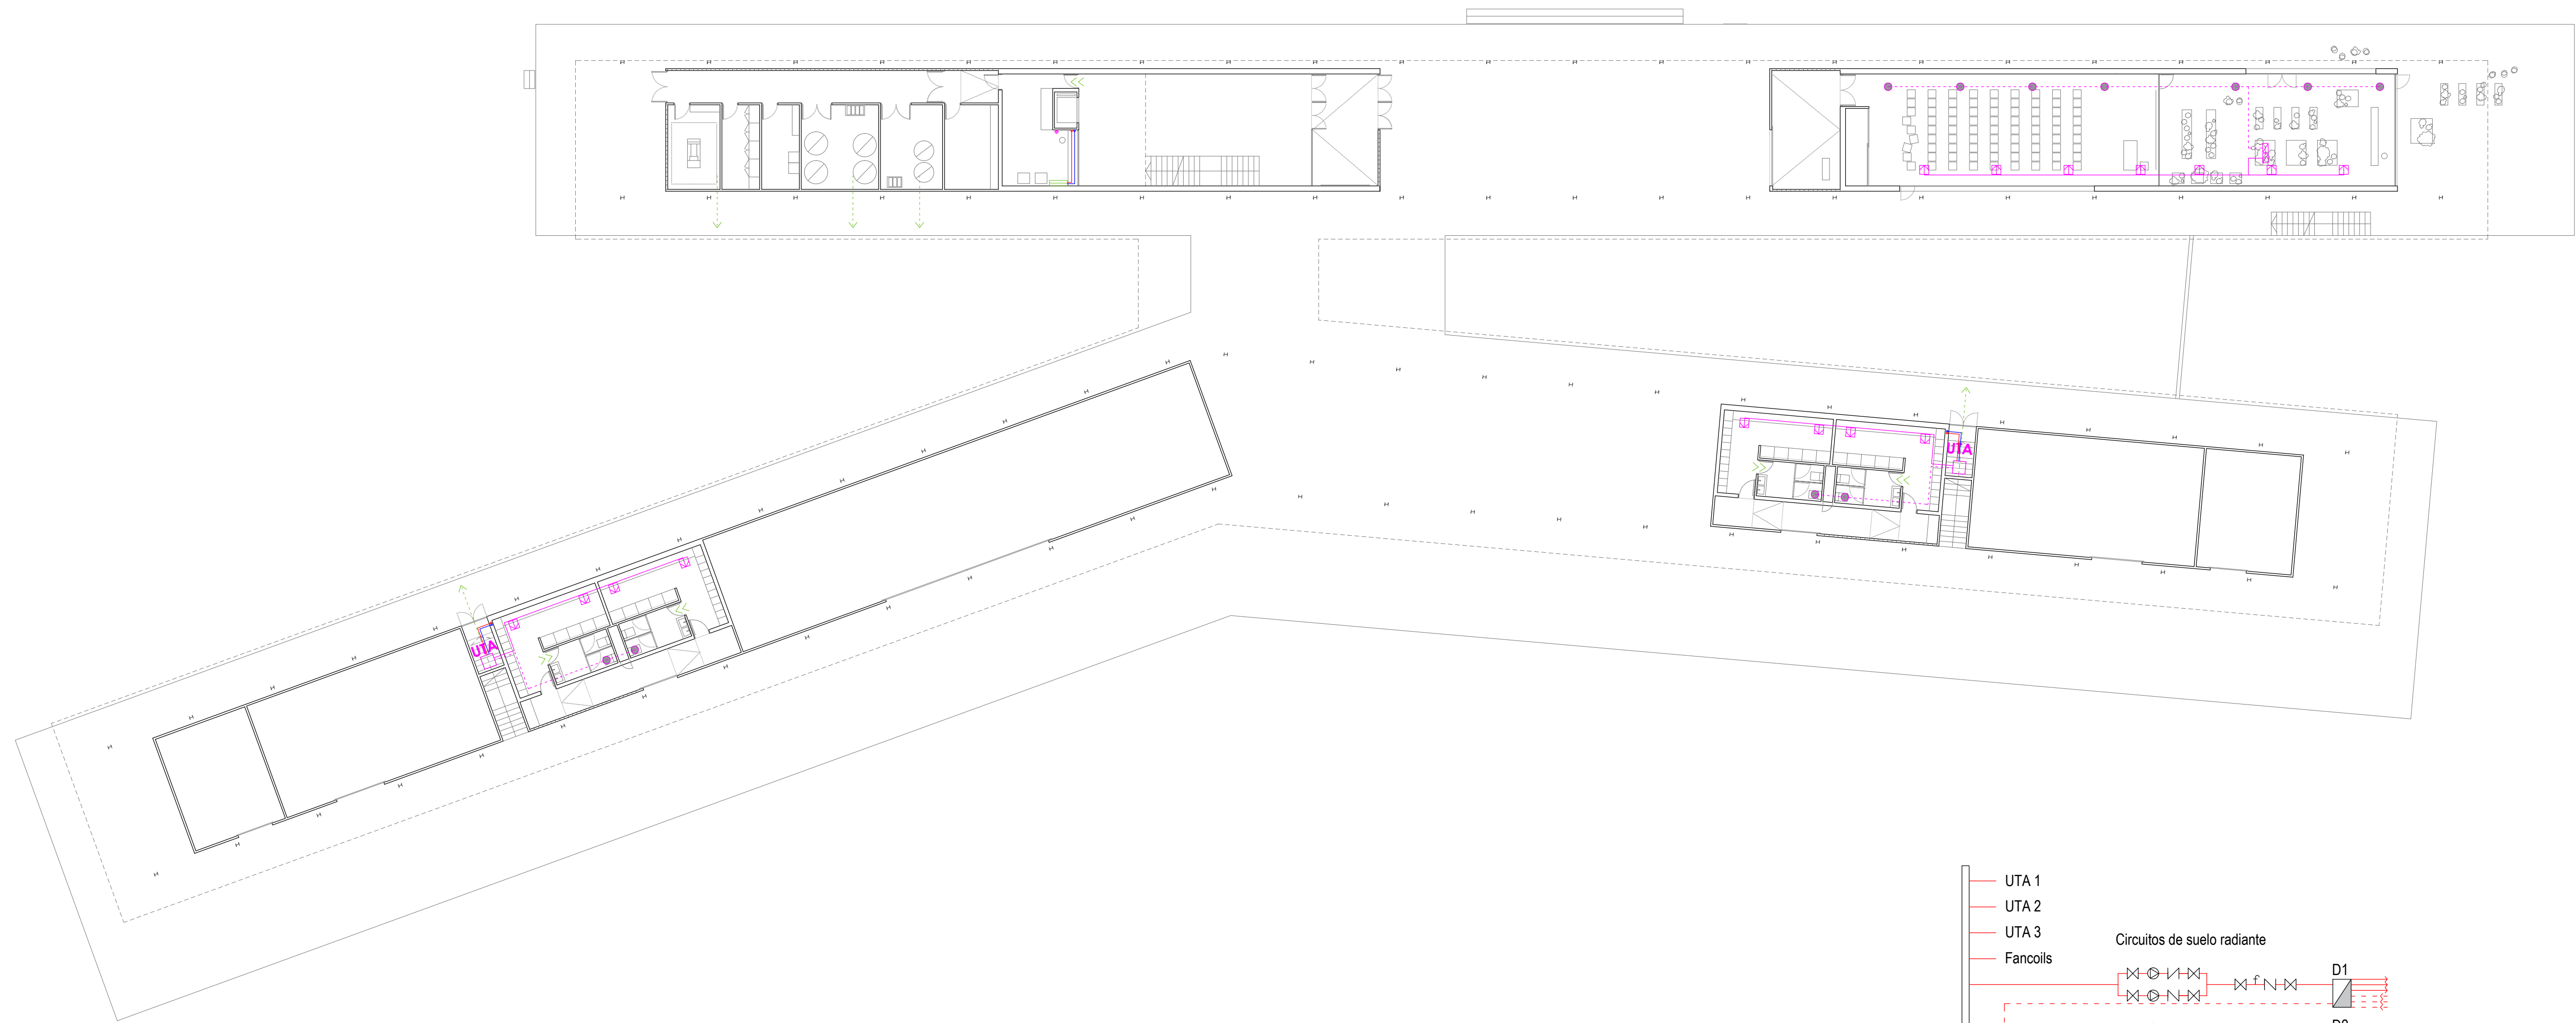 UTA
UTA
UTA 1
UTA 2
UTA 3
Circuitos de suelo radiante
Fancoils
D1
f